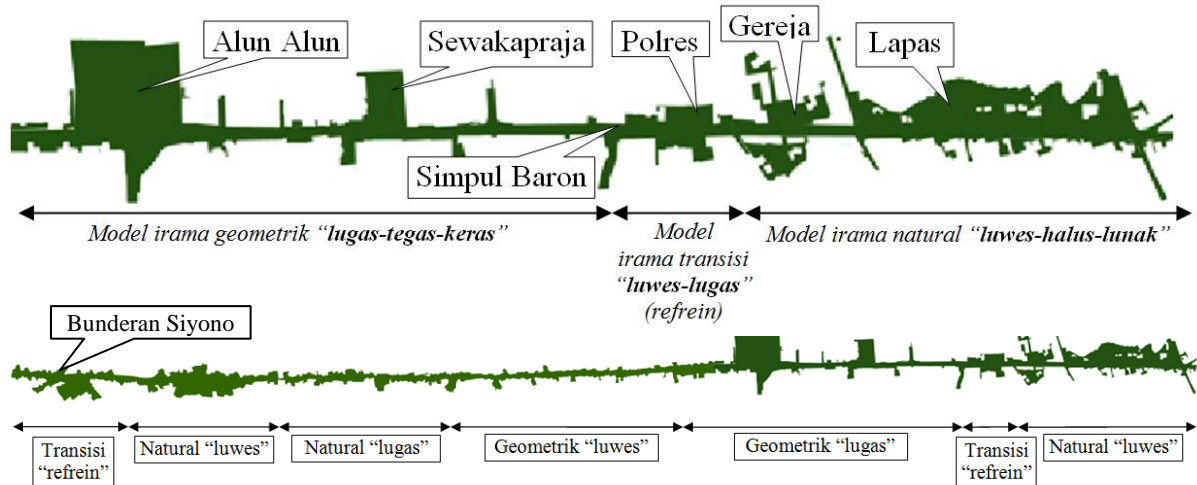 Alun Alun
Sewakapraja
Polres
Gereja
Lapas
Simpul Baron
Model irama geometrik “lugas-tegas-keras”
Model
irama transisi
“luwes-lugas”
(refrein)
Model irama natural “luwes-halus-lunak”
Bunderan Siyono
Transisi
“refrein”
Natural “luwes”
Natural “lugas”
Geometrik “luwes”
Geometrik “lugas”
Transisi
“refrein”
Natural “luwes”